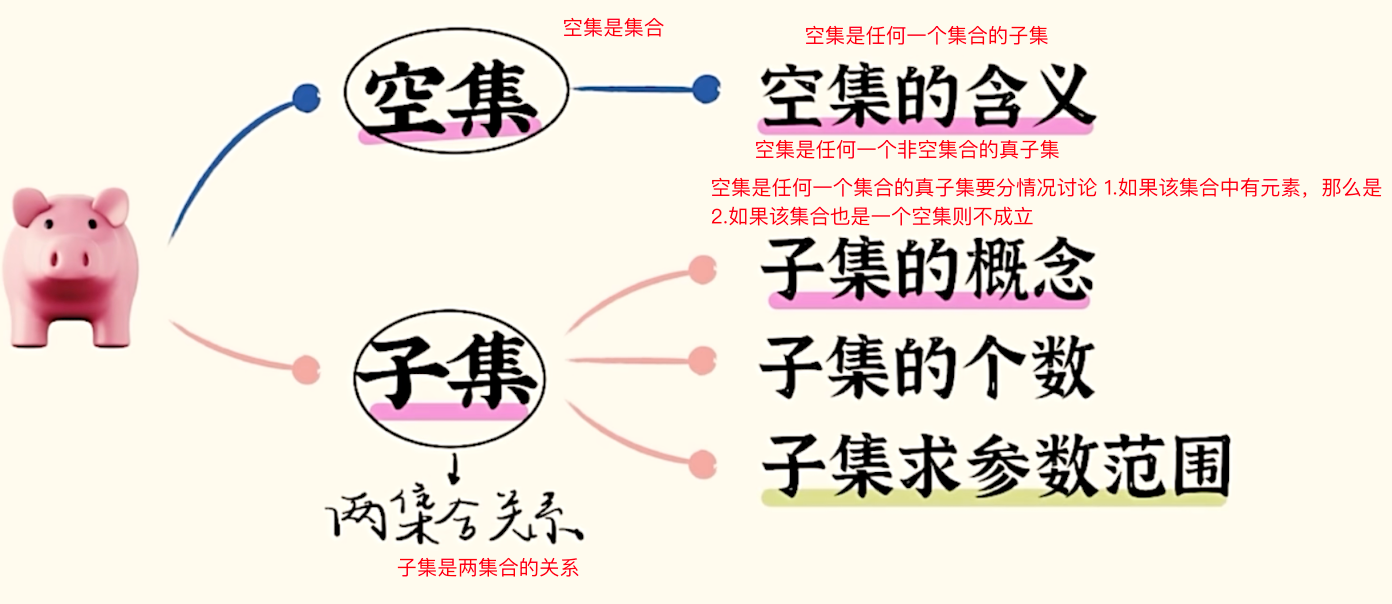 空集是集合
空集是任何一个集合的子集
空集
空集的含义
空集是任何一个非空集合的真子集
空集是任何一个集合的真子集要分情况讨论 1.如果该集合中有元素，那么是
2.如果该集合也是一个空集则不成立
子集的概念
子集
子集的个数
子集求参数范围
两集合关系
子集是两集合的关系